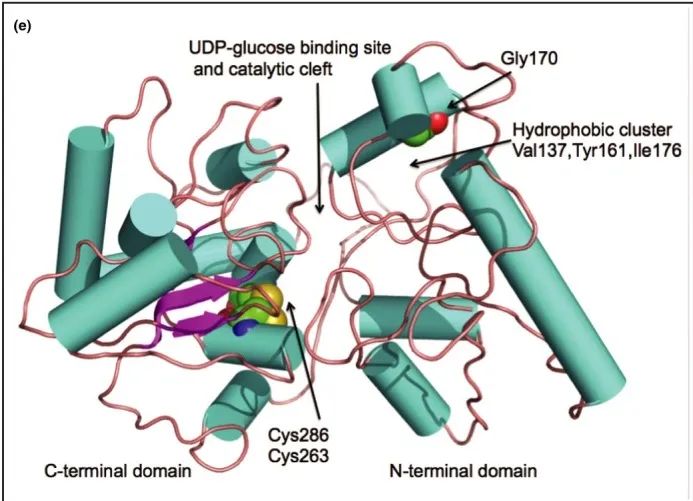 (e)
UDP-glucose binding site
and catalytic cleft
Gly170
Hydrophobic cluster
Val137,Tyr161,Ile176
Cys286
Cys263
C-terminal domain
N-terminal domain